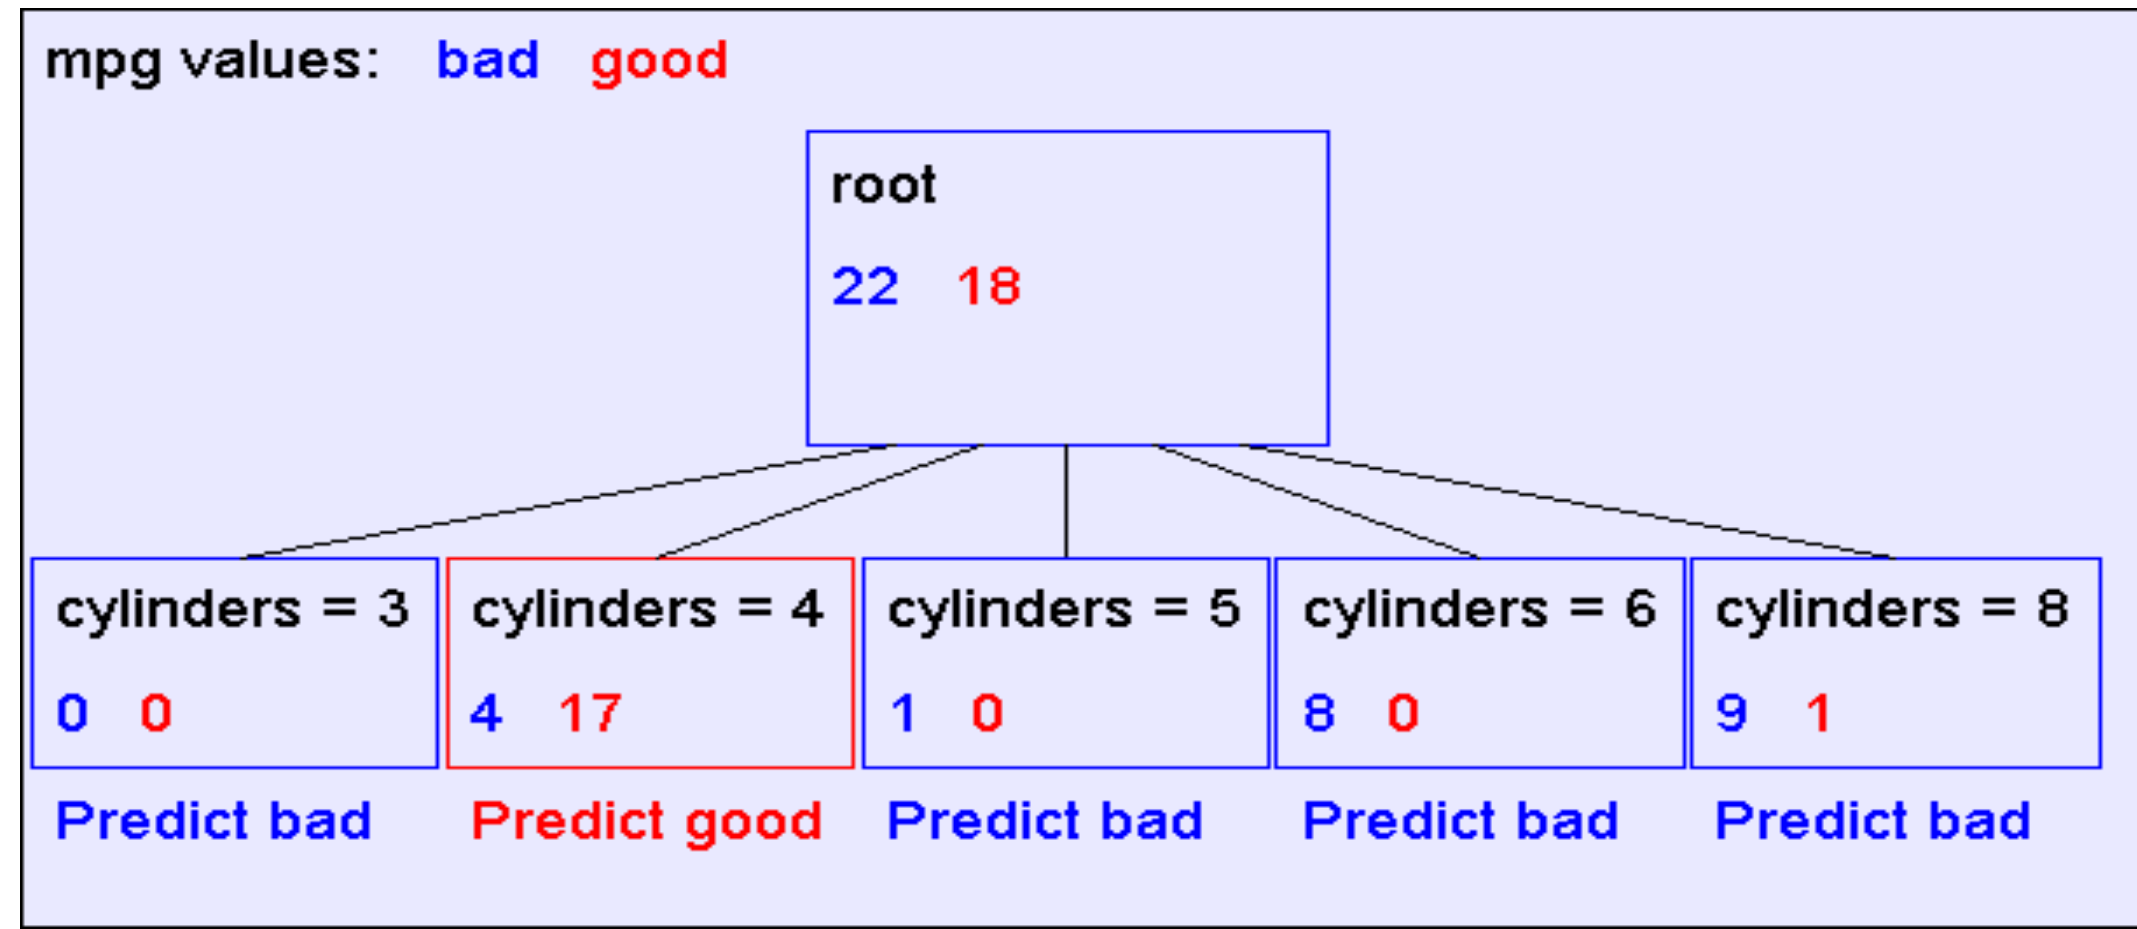 mpg values: bad good
root
22 18
cylinders = 3
0 0
Predict bad
cylinders = 4
4 17
Predict good
cylinders = 5
1 0
Predict bad
cylinders = 6
8 0
Predict bad
cylinders = 8
9 1
Predict bad